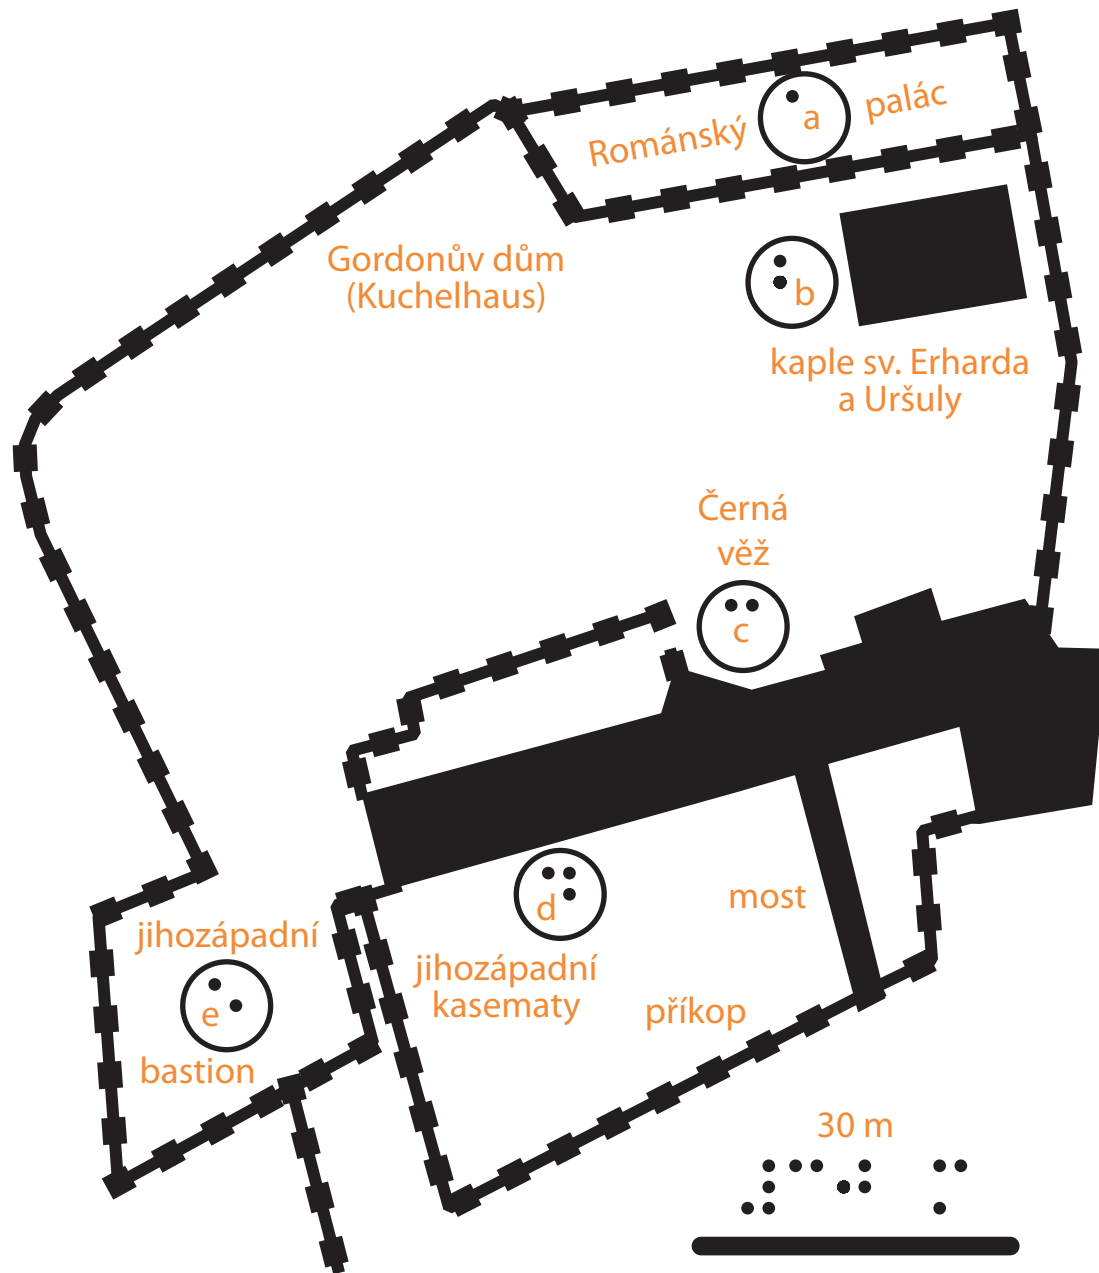 Románský
a
palác
Gordonův dům
(Kuchelhaus)
b
kaple sv. Erharda
a Uršuly
Černá
věž
c
d
most
jihozápadní
e
bastion
jihozápadní
kasematy
příkop
30 m
⠼⠉⠚ ⠍